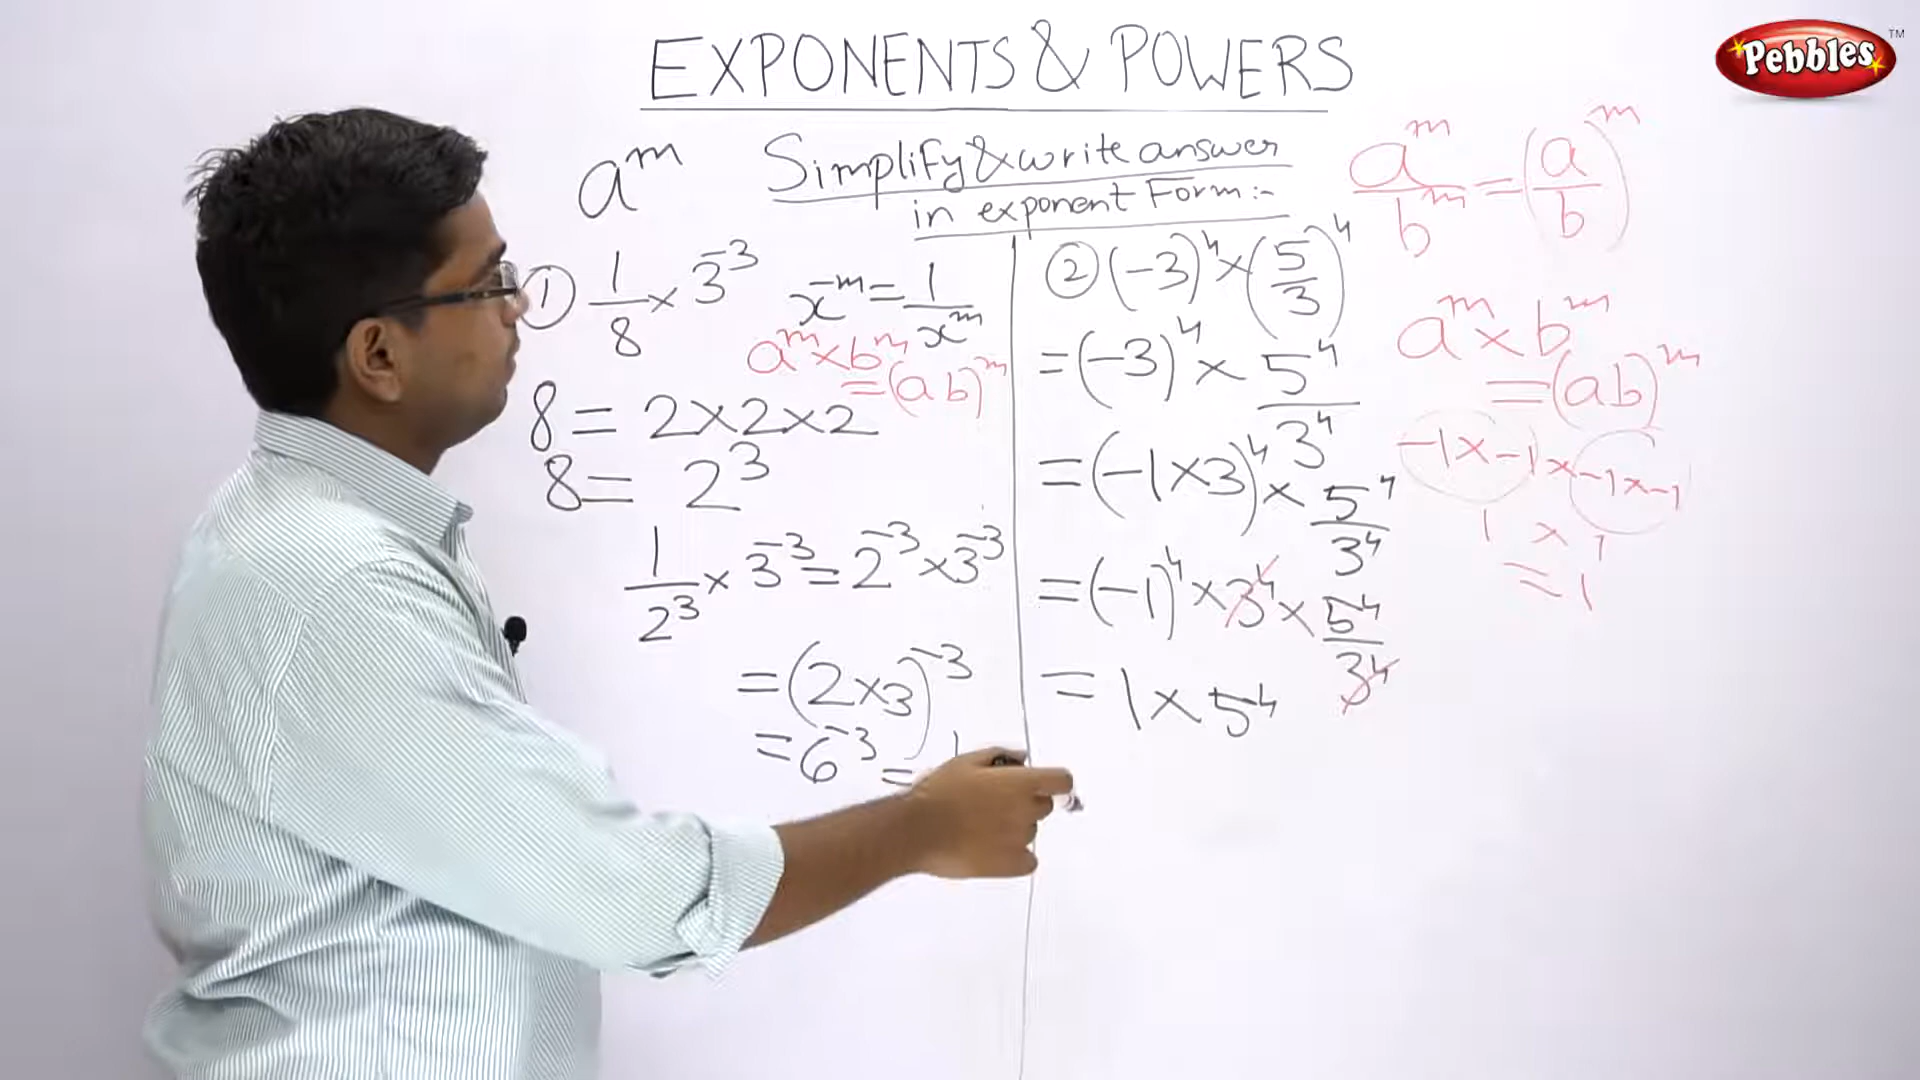 EXPONENTS & POWERS
Pebbles™
a^m
Simplify & write answer
in exponent Form:-
a^m/b^m = (a/b)^m
① 1/8 × 3^-3
x^-m = 1/x^m
a^m × b^m
= (ab)^m
8 = 2×2×2
8 = 2^3
1/2^3 × 3^-3 = 2^-3 × 3^-3
= (2×3)^-3
= 6^-3 =
② (-3)^4 × (5/3)^4
= (-3)^4 × 5^4/3^4
= (-1×3)^4 × 5^4/3^4
= (-1)^4 × 3^4 × 5^4/3^4
= 1 × 5^4
a^m × b^m
= (ab)^m
-1×-1×-1×-1
1 × 1
= 1